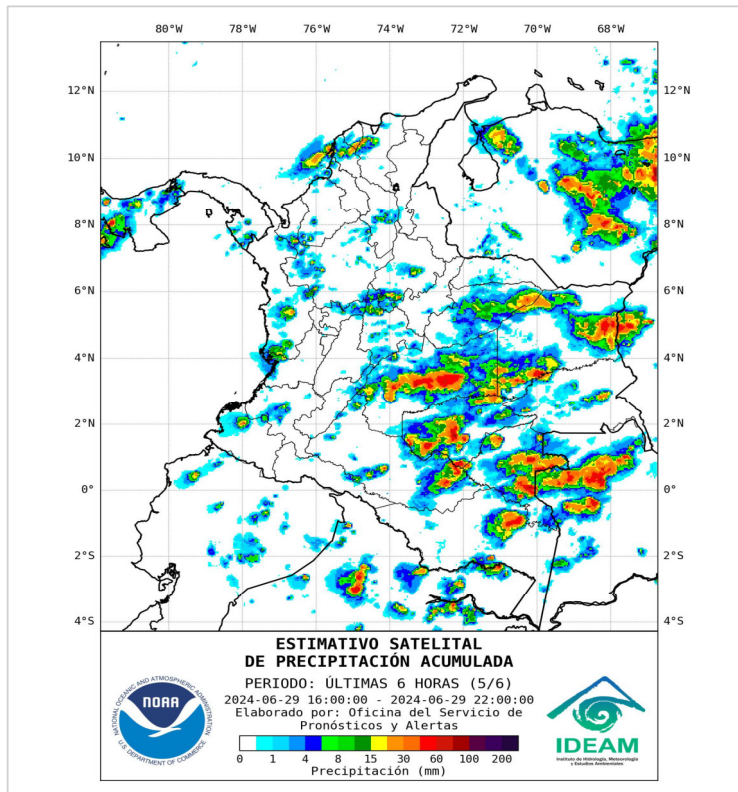 80°W 78°W 76°W 74°W 72°W 70°W 68°W
12°N 12°N
10°N 10°N
8°N 8°N
6°N 6°N
4°N 4°N
2°N 2°N
0° 0°
2°S 2°S
4°S 4°S
ESTIMATIVO SATELITAL
DE PRECIPITACIÓN ACUMULADA
PERIODO: ÚLTIMAS 6 HORAS (5/6)
2024-06-29 16:00:00 - 2024-06-29 22:00:00
Elaborado por: Oficina del Servicio de
Pronósticos y Alertas
0 1 4 8 15 30 60 100 200
Precipitación (mm)
NATIONAL OCEANIC AND ATMOSPHERIC ADMINISTRATION
NOAA
U.S. DEPARTMENT OF COMMERCE
IDEAM
Instituto de Hidrología, Meteorología
y Estudios Ambientales